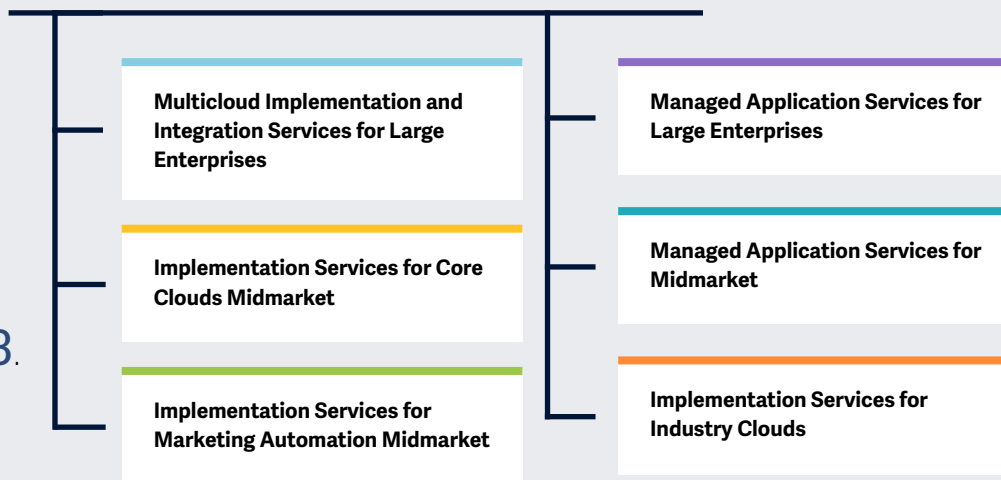 Multicloud Implementation and
Integration Services for Large
Enterprises
Implementation Services for Core
Clouds Midmarket
Implementation Services for
Marketing Automation Midmarket
Managed Application Services for
Large Enterprises
Managed Application Services for
Midmarket
Implementation Services for
Industry Clouds